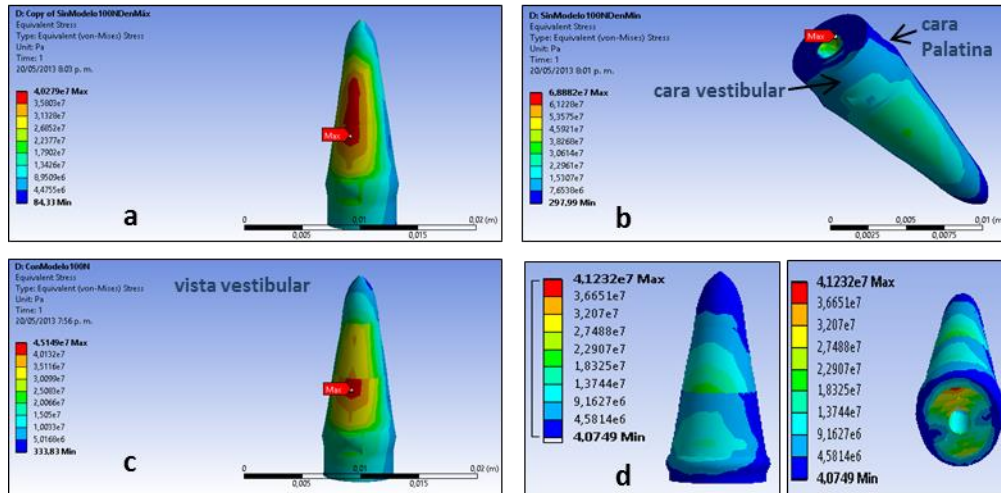 D: Copy of SinModelo100NDenMáx
Equivalent Stress
Type: Equivalent (von-Mises) Stress
Unit: Pa
Time: 1
20/05/2013 8:03 p. m.
4,0279e7 Max
3,5803e7
3,1328e7
2,6852e7
2,2377e7
1,7902e7
1,3426e7
8,9509e6
4,4755e6
84,33 Min
Max
a
0
0,005
0,01
0,015
0,02 (m)
D: SinModelo100NDenMin
Equivalent Stress
Type: Equivalent (von-Mises) Stress
Unit: Pa
Time: 1
20/05/2013 8:01 p. m.
6,8882e7 Max
6,1228e7
5,3575e7
4,5921e7
3,8268e7
3,0614e7
2,2961e7
1,5307e7
7,6538e6
297,99 Min
Max
cara
Palatina
cara vestibular
b
0
0,0025
0,005
0,0075
0,01 (m)
D: ConModelo100N
Equivalent Stress
Type: Equivalent (von-Mises) Stress
Unit: Pa
Time: 1
20/05/2013 7:56 p. m.
vista vestibular
4,5149e7 Max
4,0132e7
3,5116e7
3,0099e7
2,5083e7
2,0066e7
1,505e7
1,0033e7
5,0168e6
333,83 Min
Max
c
0
0,005
0,01
0,015
0,02 (m)
4,1232e7 Max
3,6651e7
3,207e7
2,7488e7
2,2907e7
1,8325e7
1,3744e7
9,1627e6
4,5814e6
4,0749 Min
d
4,1232e7 Max
3,6651e7
3,207e7
2,7488e7
2,2907e7
1,8325e7
1,3744e7
9,1627e6
4,5814e6
4,0749 Min